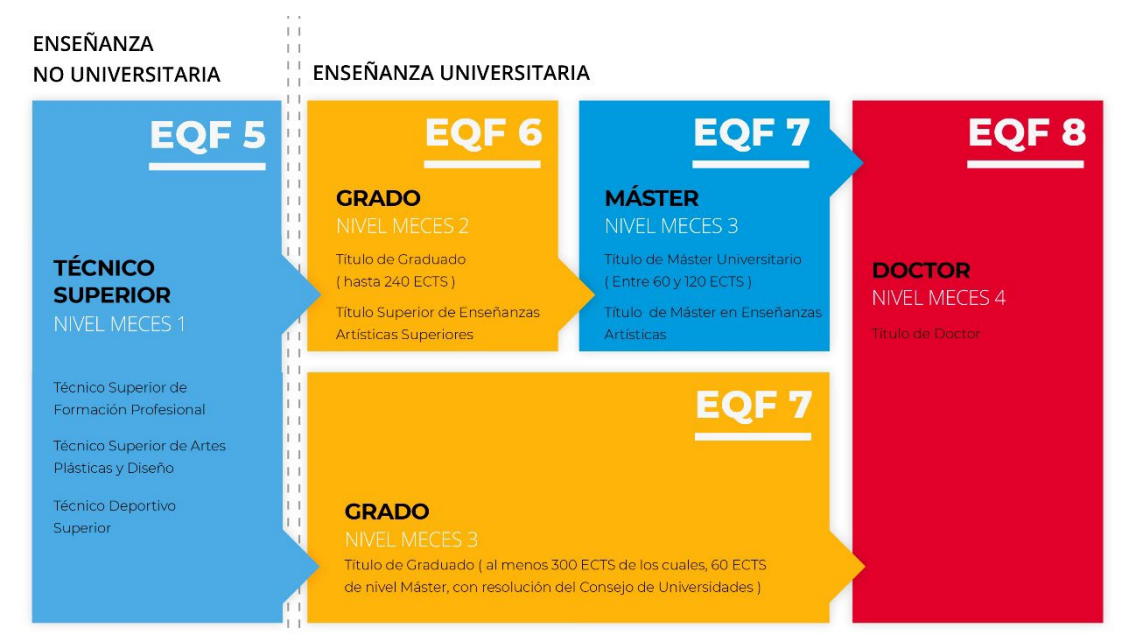 ENSEÑANZA
NO UNIVERSITARIA
ENSEÑANZA UNIVERSITARIA
EQF 5
TÉCNICO
SUPERIOR
NIVEL MECES 1
Técnico Superior de
Formación Profesional
Técnico Superior de Artes
Plásticas y Diseño
Técnico Deportivo
Superior
EQF 6
GRADO
NIVEL MECES 2
Título de Graduado
( hasta 240 ECTS )
Título Superior de Enseñanzas
Artísticas Superiores
EQF 7
MÁSTER
NIVEL MECES 3
Título de Máster Universitario
( Entre 60 y 120 ECTS )
Título de Máster en Enseñanzas
Artísticas
EQF 7
GRADO
NIVEL MECES 3
Título de Graduado ( al menos 300 ECTS de los cuales, 60 ECTS
de nivel Máster, con resolución del Consejo de Universidades )
EQF 8
DOCTOR
NIVEL MECES 4
Título de Doctor